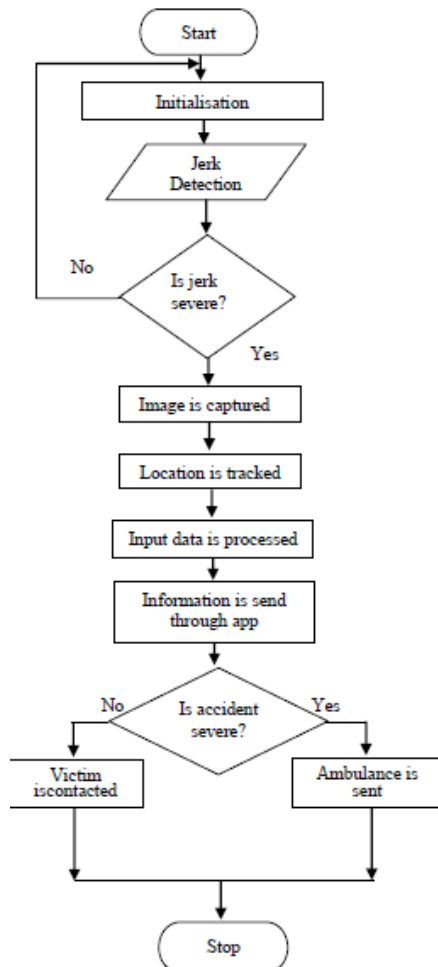 Start
Initialisation
Jerk
Detection
No
Is jerk
severe?
Yes
Image is captured
Location is tracked
Input data is processed
Information is send
through app
No
Is accident
severe?
Yes
Victim
iscontacted
Ambulance is
sent
Stop